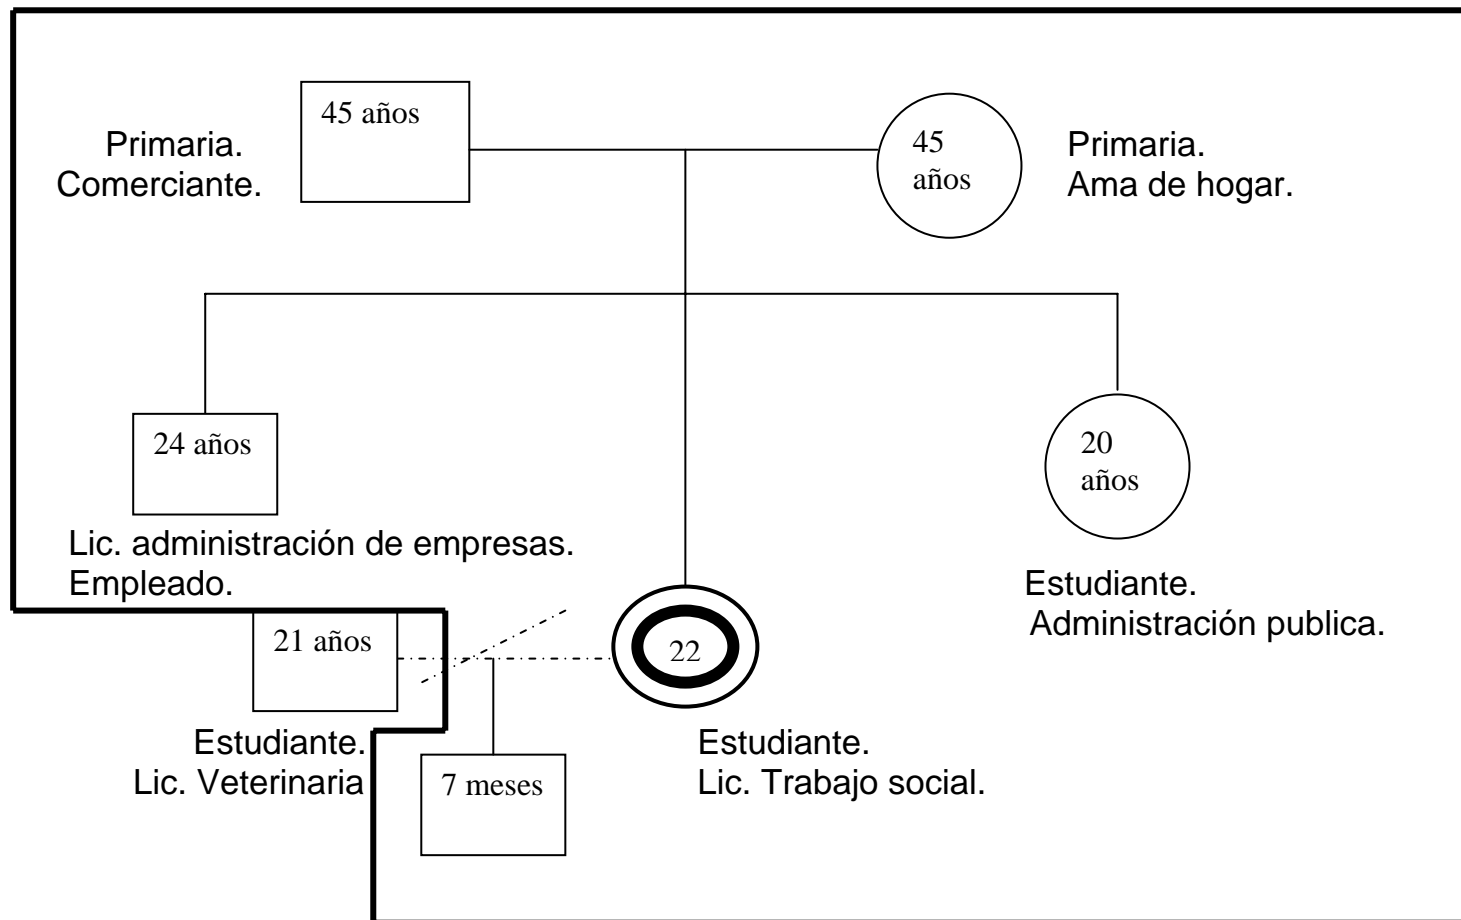 45 años
Primaria.
Comerciante.
45
años
Primaria.
Ama de hogar.
24 años
Lic. administración de empresas.
Empleado.
20
años
Estudiante.
Administración publica.
21 años
Estudiante.
Lic. Veterinaria
22
Estudiante.
Lic. Trabajo social.
7 meses